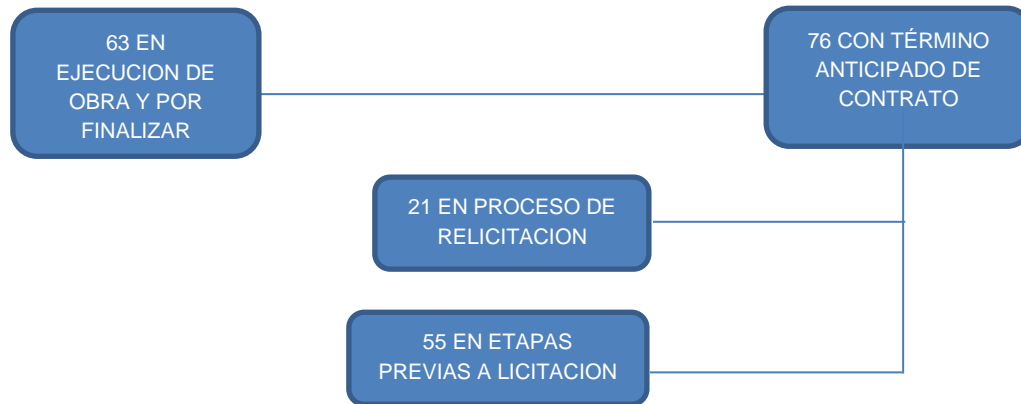 63 EN
EJECUCION DE
OBRA Y POR
FINALIZAR
76 CON TÉRMINO
ANTICIPADO DE
CONTRATO
21 EN PROCESO DE
RELICITACION
55 EN ETAPAS
PREVIAS A LICITACION